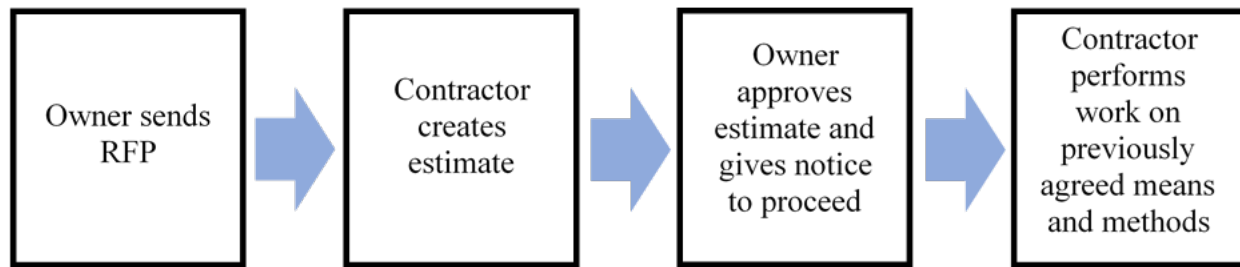 Owner sends
RFP
Contractor
creates
estimate
Owner
approves
estimate and
gives notice
to proceed
Contractor
performs
work on
previously
agreed means
and methods